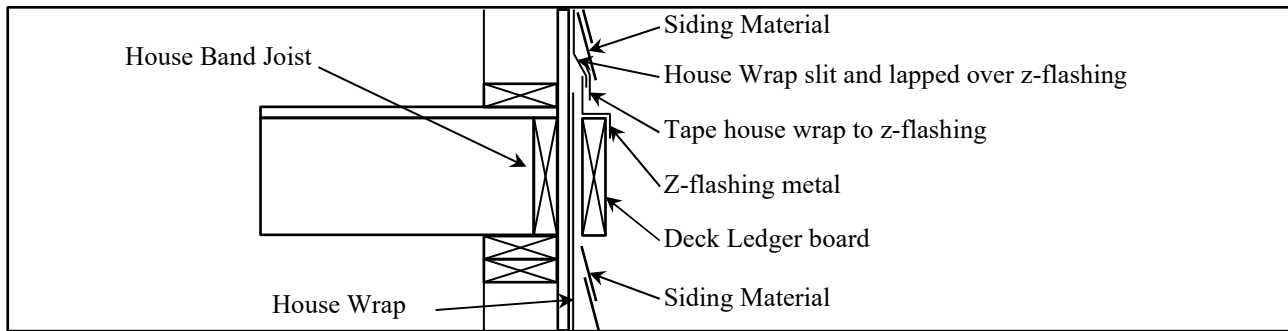 Siding Material
House Band Joist
House Wrap slit and lapped over z-flashing
Tape house wrap to z-flashing
Z-flashing metal
Deck Ledger board
Siding Material
House Wrap